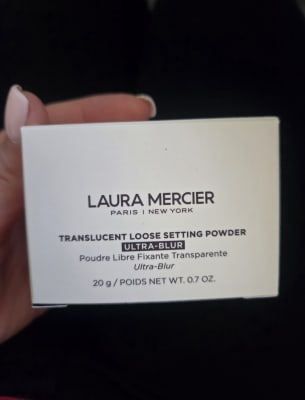 LAURA MERCIER
PARIS | NEW YORK
TRANSLUCENT LOOSE SETTING POWDER
ULTRA-BLUR
Poudre Libre Fixante Transparente
Ultra-Blur
20 g / POIDS NET WT. 0.7 OZ.